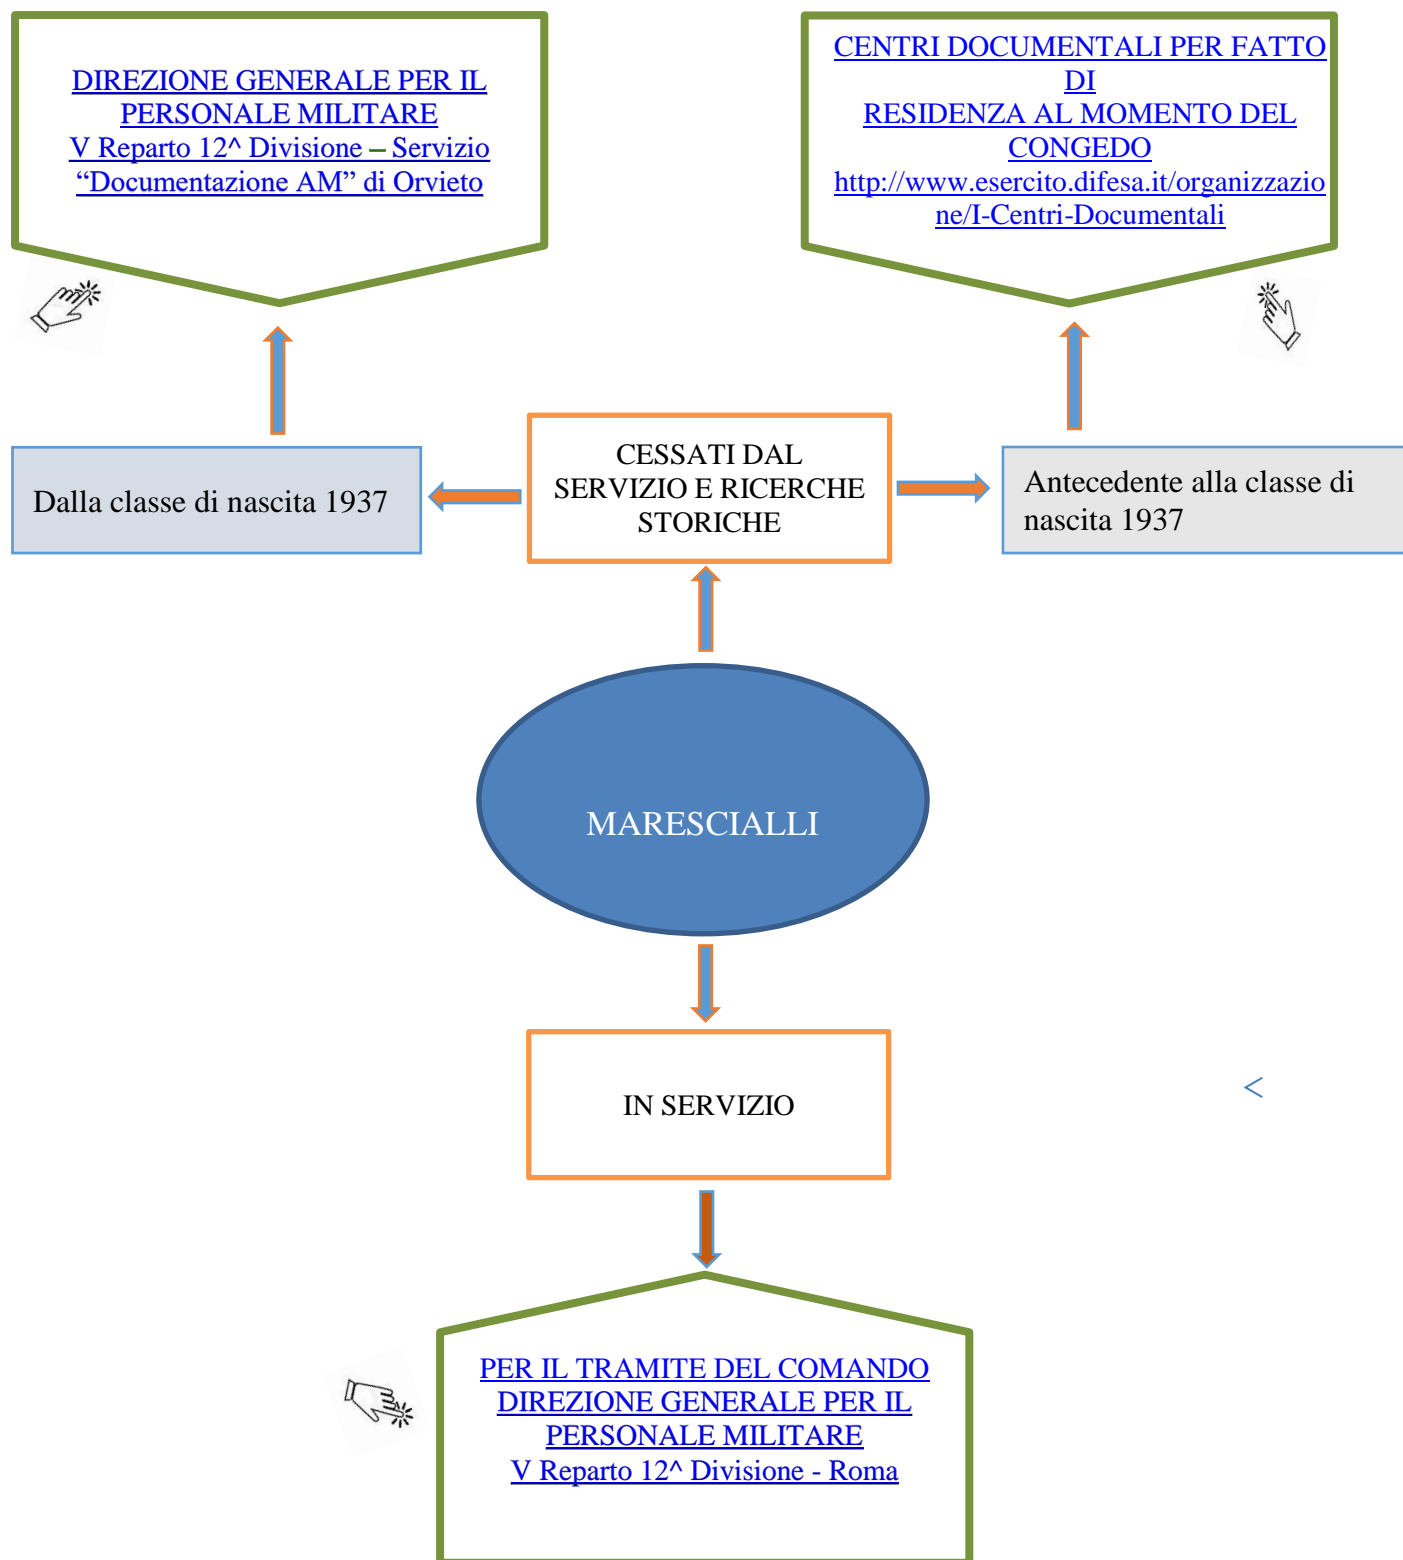 DIREZIONE GENERALE PER IL
PERSONALE MILITARE
V Reparto 12^ Divisione – Servizio
“Documentazione AM” di Orvieto
CENTRI DOCUMENTALI PER FATTO
DI
RESIDENZA AL MOMENTO DEL
CONGEDO
http://www.esercito.difesa.it/organizzazio
ne/I-Centri-Documentali
Dalla classe di nascita 1937
CESSATI DAL
SERVIZIO E RICERCHE
STORICHE
Antecedente alla classe di
nascita 1937
MARESCIALLI
IN SERVIZIO
<
PER IL TRAMITE DEL COMANDO
DIREZIONE GENERALE PER IL
PERSONALE MILITARE
V Reparto 12^ Divisione - Roma